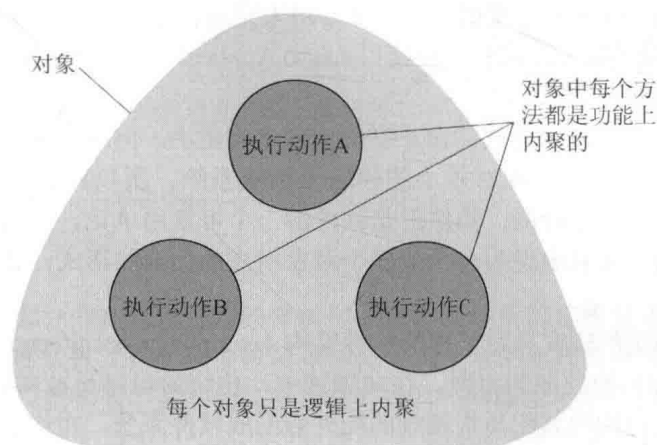 对象
对象中每个方
法都是功能上
内聚的
执行动作A
执行动作B
执行动作C
每个对象只是逻辑上内聚